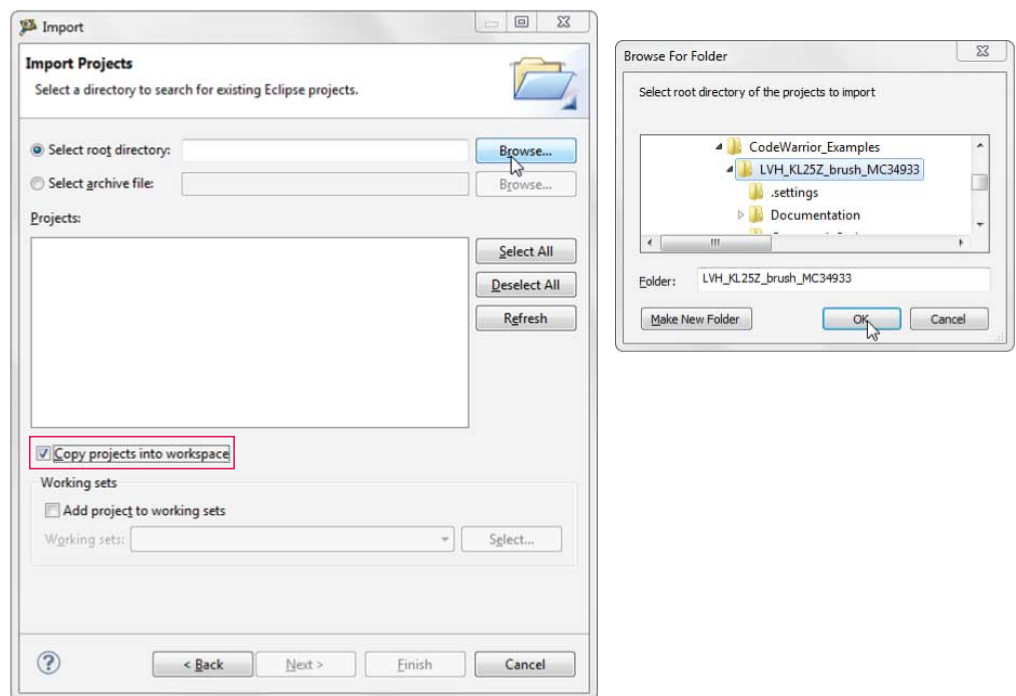 Import
Import Projects
Select a directory to search for existing Eclipse projects.
Select root directory:
Browse...
Select archive file:
Browse...
Projects:
Select All
Deselect All
Refresh
Copy projects into workspace
Working sets
Add project to working sets
Working sets:
Select...
?
< Back
Next >
Finish
Cancel
Browse For Folder
Select root directory of the projects to import
CodeWarrior_Examples
LVH_KL25Z_brush_MC34933
.settings
Documentation
Folder:
LVH_KL25Z_brush_MC34933
Make New Folder
OK
Cancel